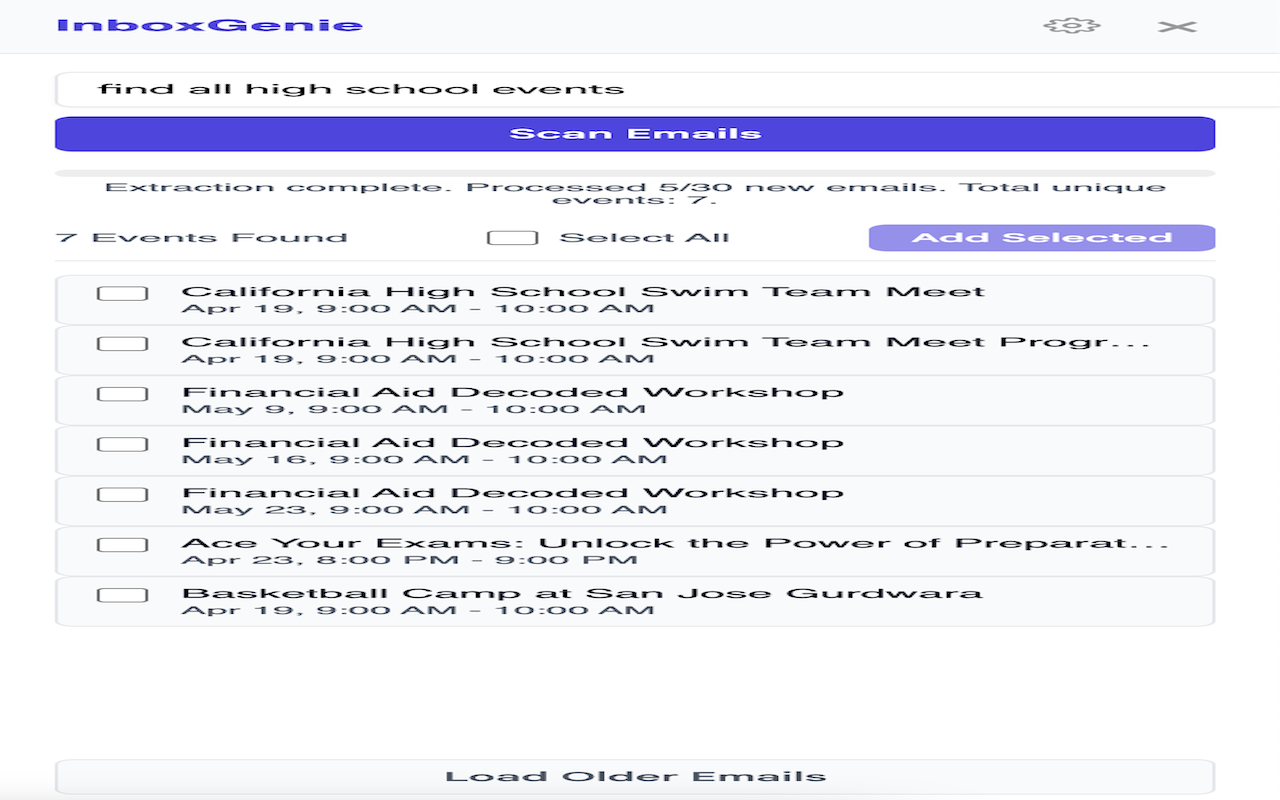 InboxGenie
find all high school events
Scan Emails
Extraction complete. Processed 5/30 new emails. Total unique
events: 7.
7 Events Found
Select All
Add Selected
California High School Swim Team Meet
Apr 19, 9:00 AM - 10:00 AM
California High School Swim Team Meet Progr...
Apr 19, 9:00 AM - 10:00 AM
Financial Aid Decoded Workshop
May 9, 9:00 AM - 10:00 AM
Financial Aid Decoded Workshop
May 16, 9:00 AM - 10:00 AM
Financial Aid Decoded Workshop
May 23, 9:00 AM - 10:00 AM
Ace Your Exams: Unlock the Power of Preparat...
Apr 23, 8:00 PM - 9:00 PM
Basketball Camp at San Jose Gurdwara
Apr 19, 9:00 AM - 10:00 AM
Load Older Emails